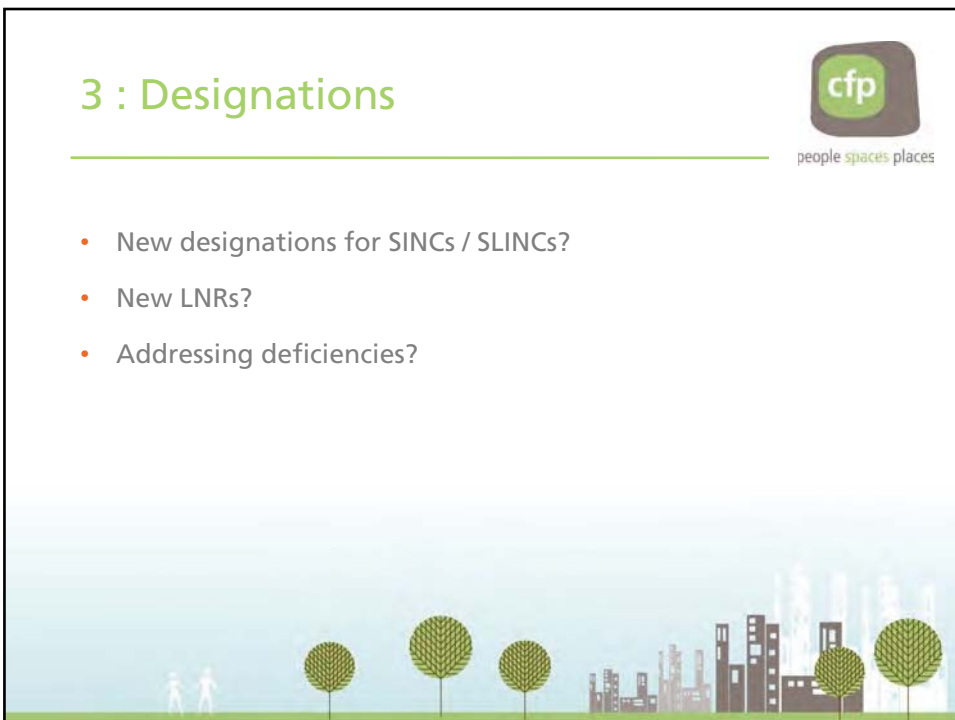 3 : Designations
cfp
people spaces places
• New designations for SINCs / SLINCs?
• New LNRs?
• Addressing deficiencies?